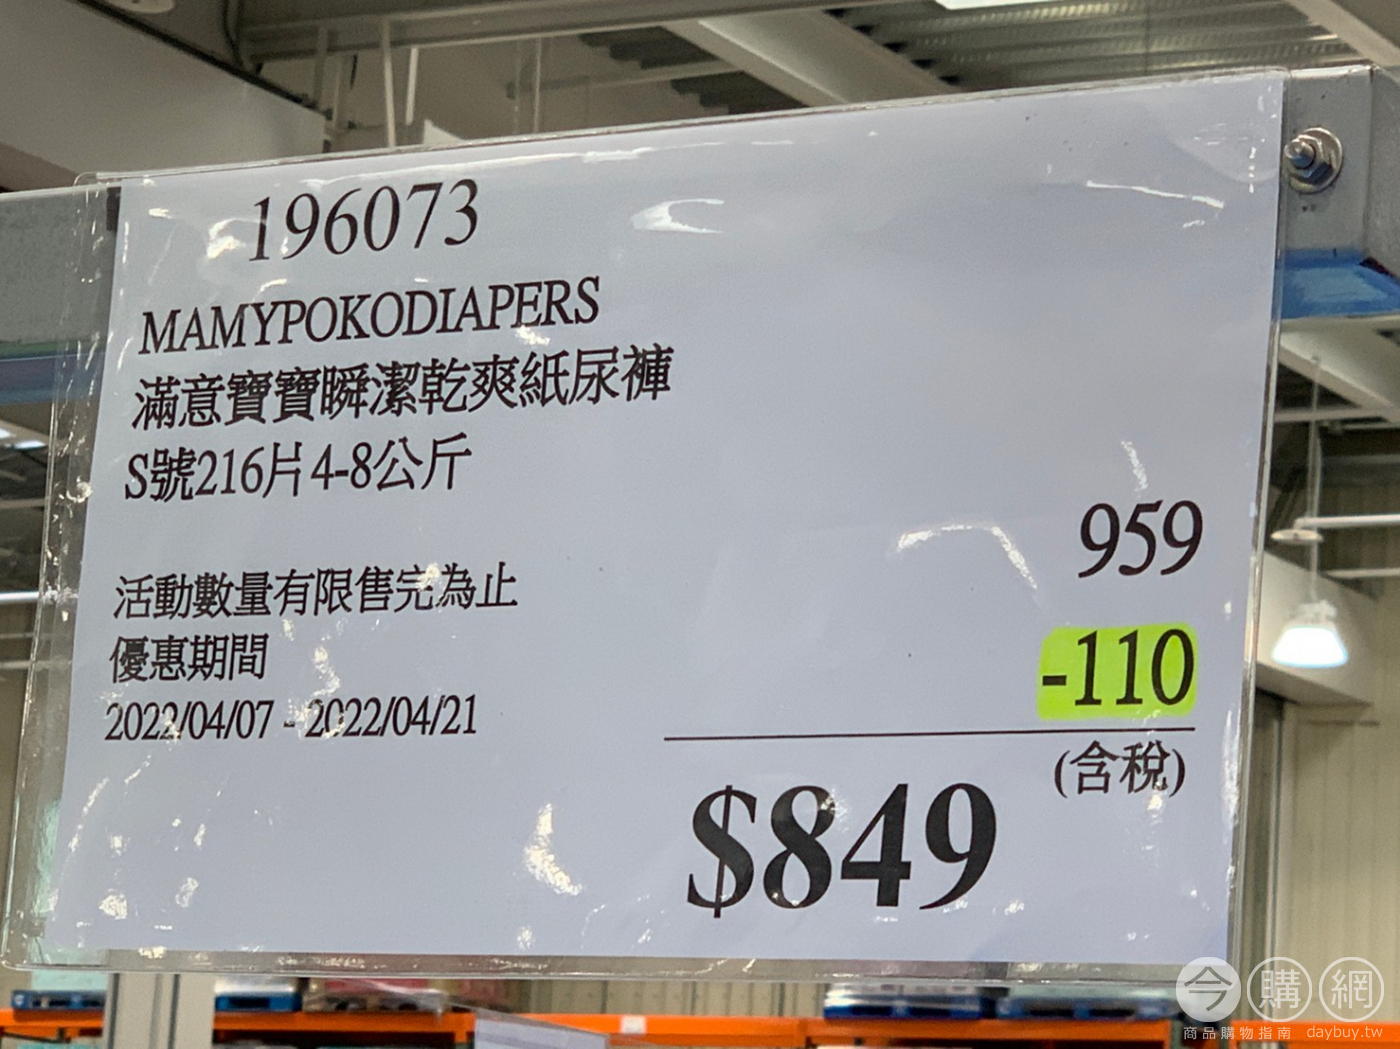 196073
MAMYPOKODIAPERS
滿意寶寶瞬潔乾爽紙尿褲
S號216片4-8公斤
959
活動數量有限售完為止
優惠期間
-110
2022/04/07 - 2022/04/21
(含稅)
$849
今購網
商品購物指南 daybuy.tw